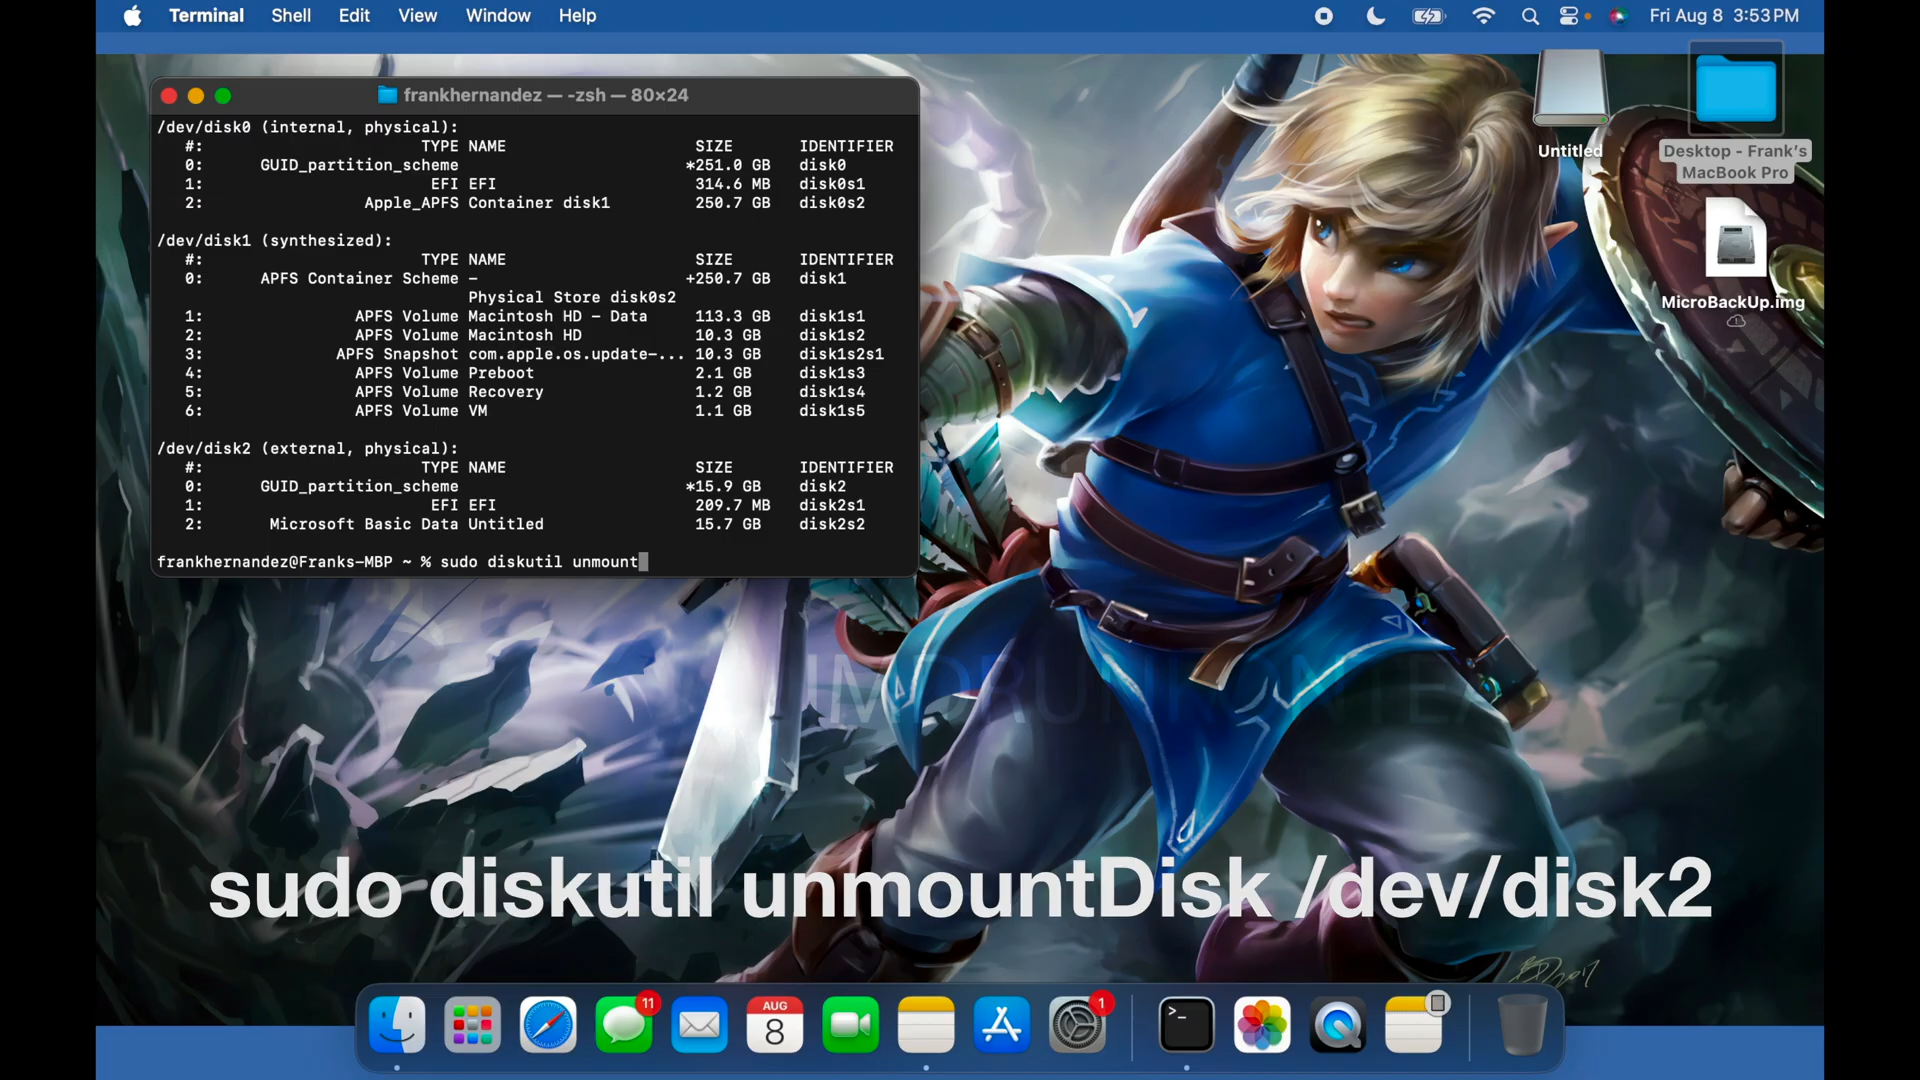 Terminal Shell Edit View Window Help Fri Aug 8 3:53 PM
frankhernandez — -zsh — 80×24
/dev/disk0 (internal, physical):
#: TYPE NAME SIZE IDENTIFIER
0: GUID_partition_scheme *251.0 GB disk0
1: EFI EFI 314.6 MB disk0s1
2: Apple_APFS Container disk1 250.7 GB disk0s2
/dev/disk1 (synthesized):
#: TYPE NAME SIZE IDENTIFIER
0: APFS Container Scheme – +250.7 GB disk1
Physical Store disk0s2
1: APFS Volume Macintosh HD – Data 113.3 GB disk1s1
2: APFS Volume Macintosh HD 10.3 GB disk1s2
3: APFS Snapshot com.apple.os.update-... 10.3 GB disk1s2s1
4: APFS Volume Preboot 2.1 GB disk1s3
5: APFS Volume Recovery 1.2 GB disk1s4
6: APFS Volume VM 1.1 GB disk1s5
/dev/disk2 (external, physical):
#: TYPE NAME SIZE IDENTIFIER
0: GUID_partition_scheme *15.9 GB disk2
1: EFI EFI 209.7 MB disk2s1
2: Microsoft Basic Data Untitled 15.7 GB disk2s2
frankhernandez@Franks-MBP ~ % sudo diskutil unmount
Untitled
Desktop - Frank's
MacBook Pro
MicroBackUp.img
sudo diskutil unmountDisk /dev/disk2
11
AUG
8
1
>_